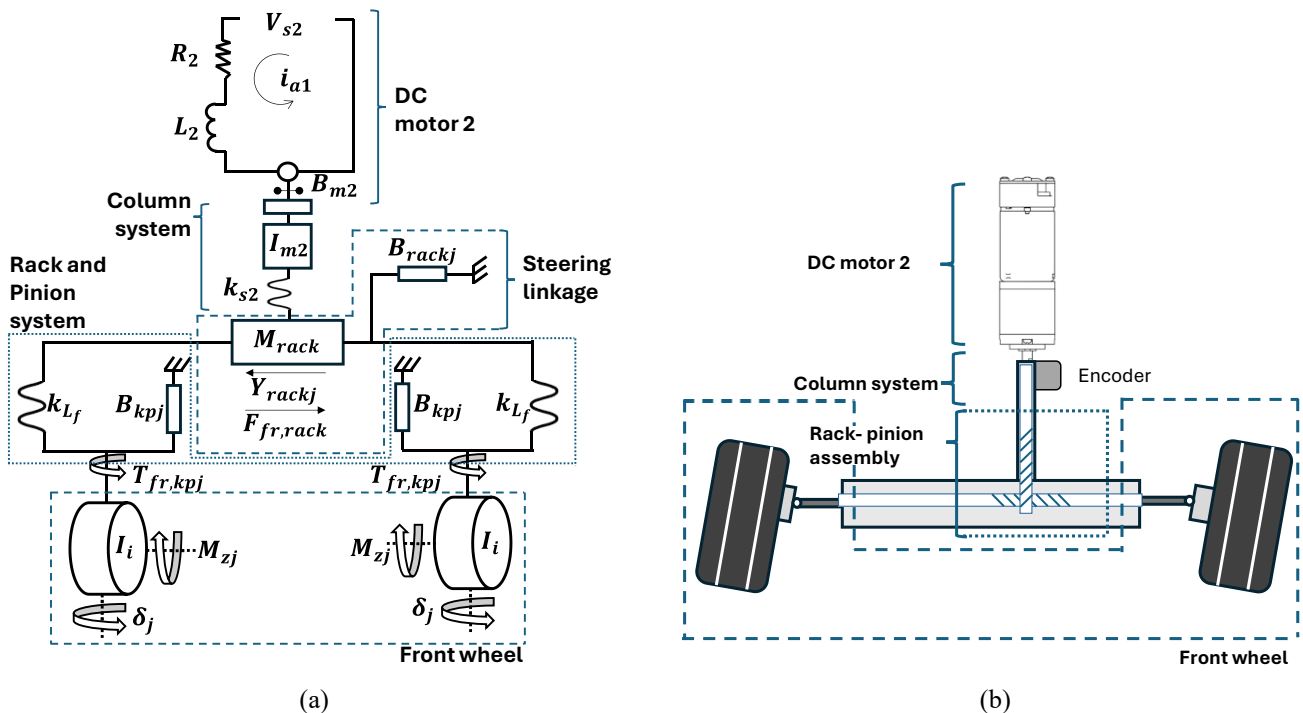 V_{s2}
R_2
i_{a1}
L_2
DC
motor 2
B_{m2}
Column
system
I_{m2}
B_{rackj}
Steering
linkage
Rack and
Pinion
system
k_{s2}
M_{rack}
k_{L_f}
B_{kpj}
Y_{rackj}
F_{fr,rack}
B_{kpj}
k_{L_f}
T_{fr,kpj}
T_{fr,kpj}
I_i
M_{zj}
M_{zj}
I_i
δ_j
δ_j
Front wheel
(a)
DC motor 2
Column system
Encoder
Rack- pinion
assembly
Front wheel
(b)